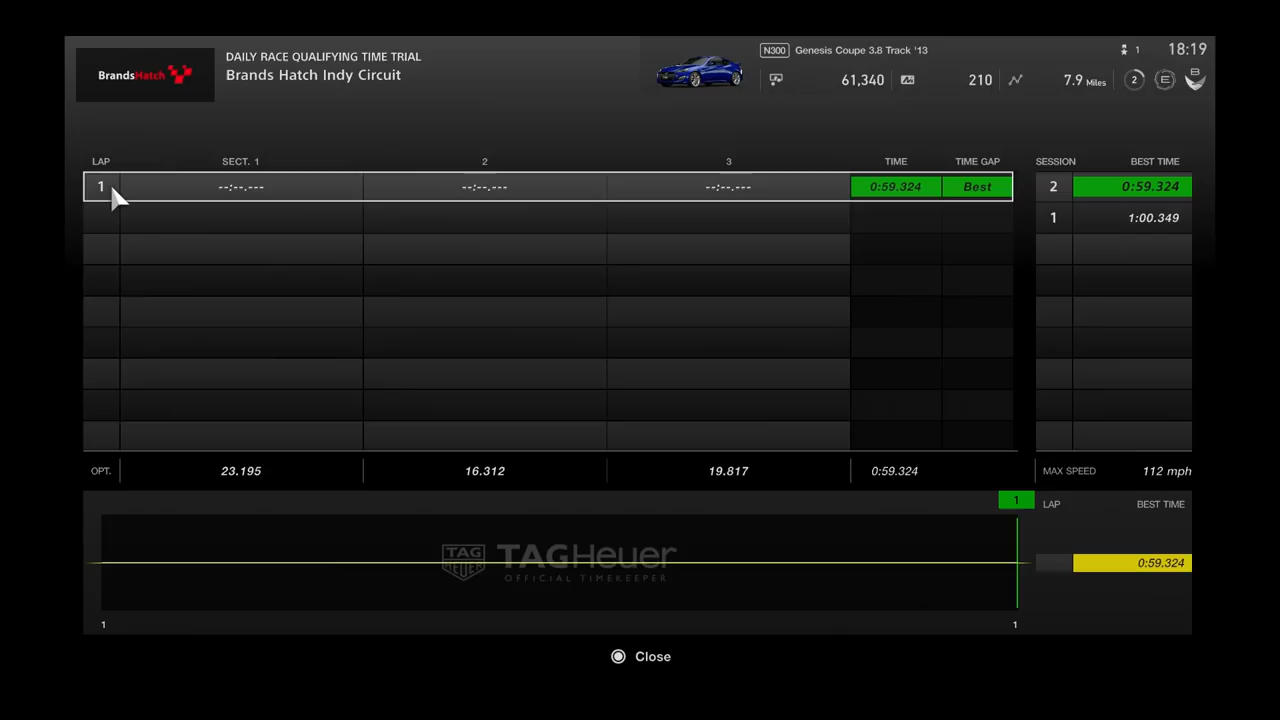 BrandsHatch
DAILY RACE QUALIFYING TIME TRIAL
Brands Hatch Indy Circuit
N300 Genesis Coupe 3.8 Track '13
1 18:19
61,340 210 7.9 Miles 2 E B
LAP SECT. 1 2 3 TIME TIME GAP SESSION BEST TIME
1 --:--.--- --:--.--- --:--.--- 0:59.324 Best 2 0:59.324
1 1:00.349
OPT. 23.195 16.312 19.817 0:59.324 MAX SPEED 112 mph
1 LAP BEST TIME
TAG HEUER TAGHeuer
OFFICIAL TIMEKEEPER
0:59.324
1 1
Close